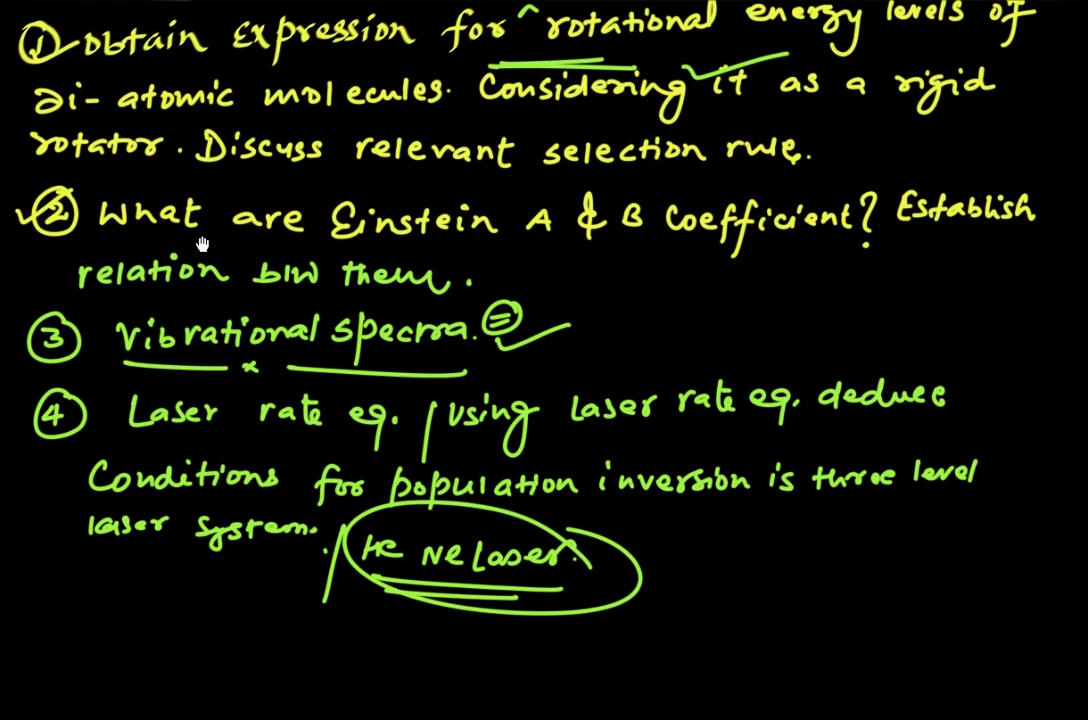 ① obtain Expression for rotational energy levels of
di-atomic molecules. Considering it as a rigid
rotator. Discuss relevant selection rule.
② What are Einstein A & B Coefficient? Establish
relation b/w them.
③ Vibrational spectra.
④ Laser rate eq. / Using laser rate eq. deduce
Conditions for population inversion is three level
laser system. / He Ne Laser.